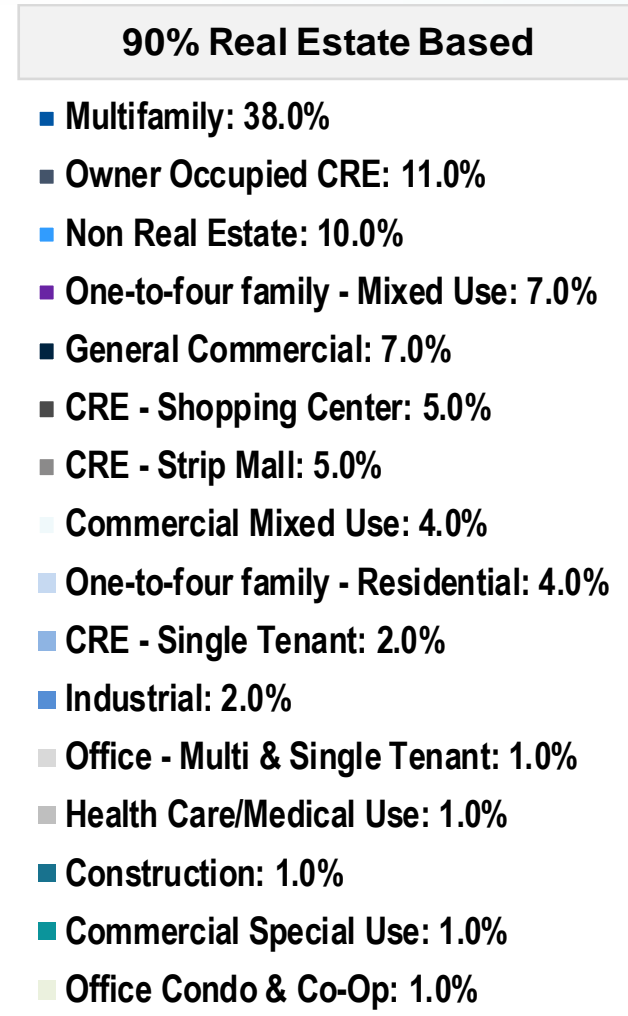 90% Real Estate Based
Multifamily: 38.0%
Owner Occupied CRE: 11.0%
Non Real Estate: 10.0%
One-to-four family - Mixed Use: 7.0%
General Commercial: 7.0%
CRE - Shopping Center: 5.0%
CRE - Strip Mall: 5.0%
Commercial Mixed Use: 4.0%
One-to-four family - Residential: 4.0%
CRE - Single Tenant: 2.0%
Industrial: 2.0%
Office - Multi & Single Tenant: 1.0%
Health Care/Medical Use: 1.0%
Construction: 1.0%
Commercial Special Use: 1.0%
Office Condo & Co-Op: 1.0%